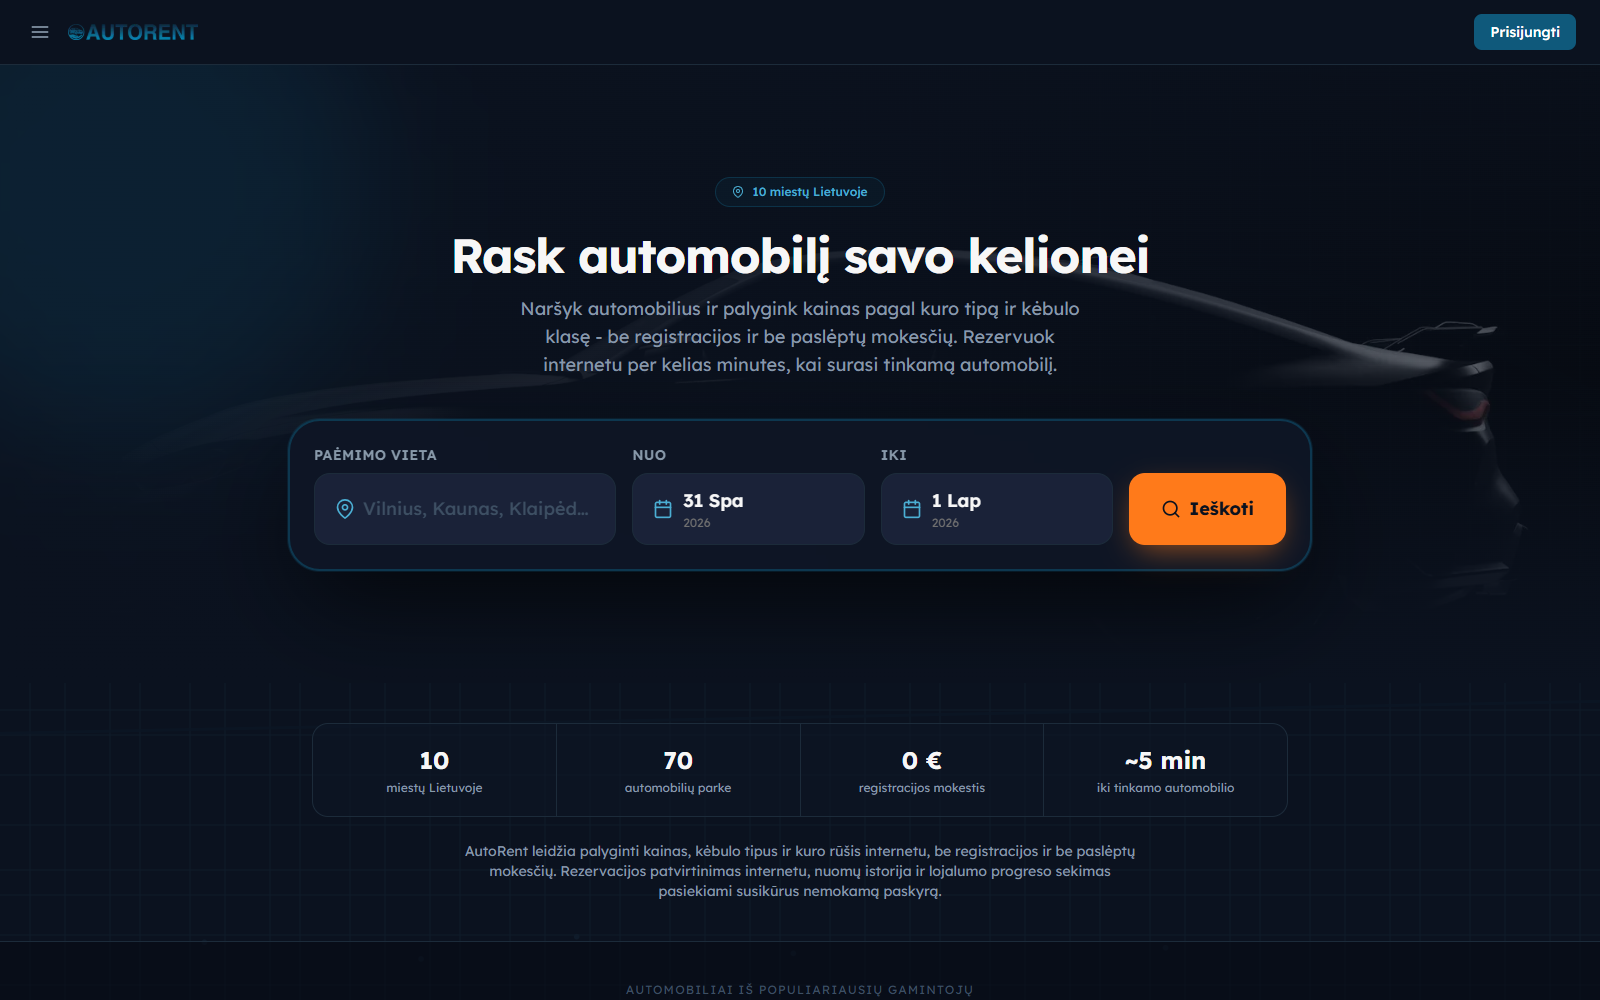 AUTORENT
Prisijungti
10 miestų Lietuvoje
Rask automobilį savo kelionei
Naršyk automobilius ir palygink kainas pagal kuro tipą ir kėbulo
klasę - be registracijos ir be paslėptų mokesčių. Rezervuok
internetu per kelias minutes, kai surasi tinkamą automobilį.
PAĖMIMO VIETA
Vilnius, Kaunas, Klaipėd...
NUO
31 Spa
2026
IKI
1 Lap
2026
Ieškoti
10
miestų Lietuvoje
70
automobilių parke
0 €
registracijos mokestis
~5 min
iki tinkamo automobilio
AutoRent leidžia palyginti kainas, kėbulo tipus ir kuro rūšis internetu, be registracijos ir be paslėptų
mokesčių. Rezervacijos patvirtinimas internetu, nuomų istorija ir lojalumo progreso sekimas
pasiekiami susikūrus nemokamą paskyrą.
AUTOMOBILIAI IŠ POPULIARIAUSIŲ GAMINTOJŲ